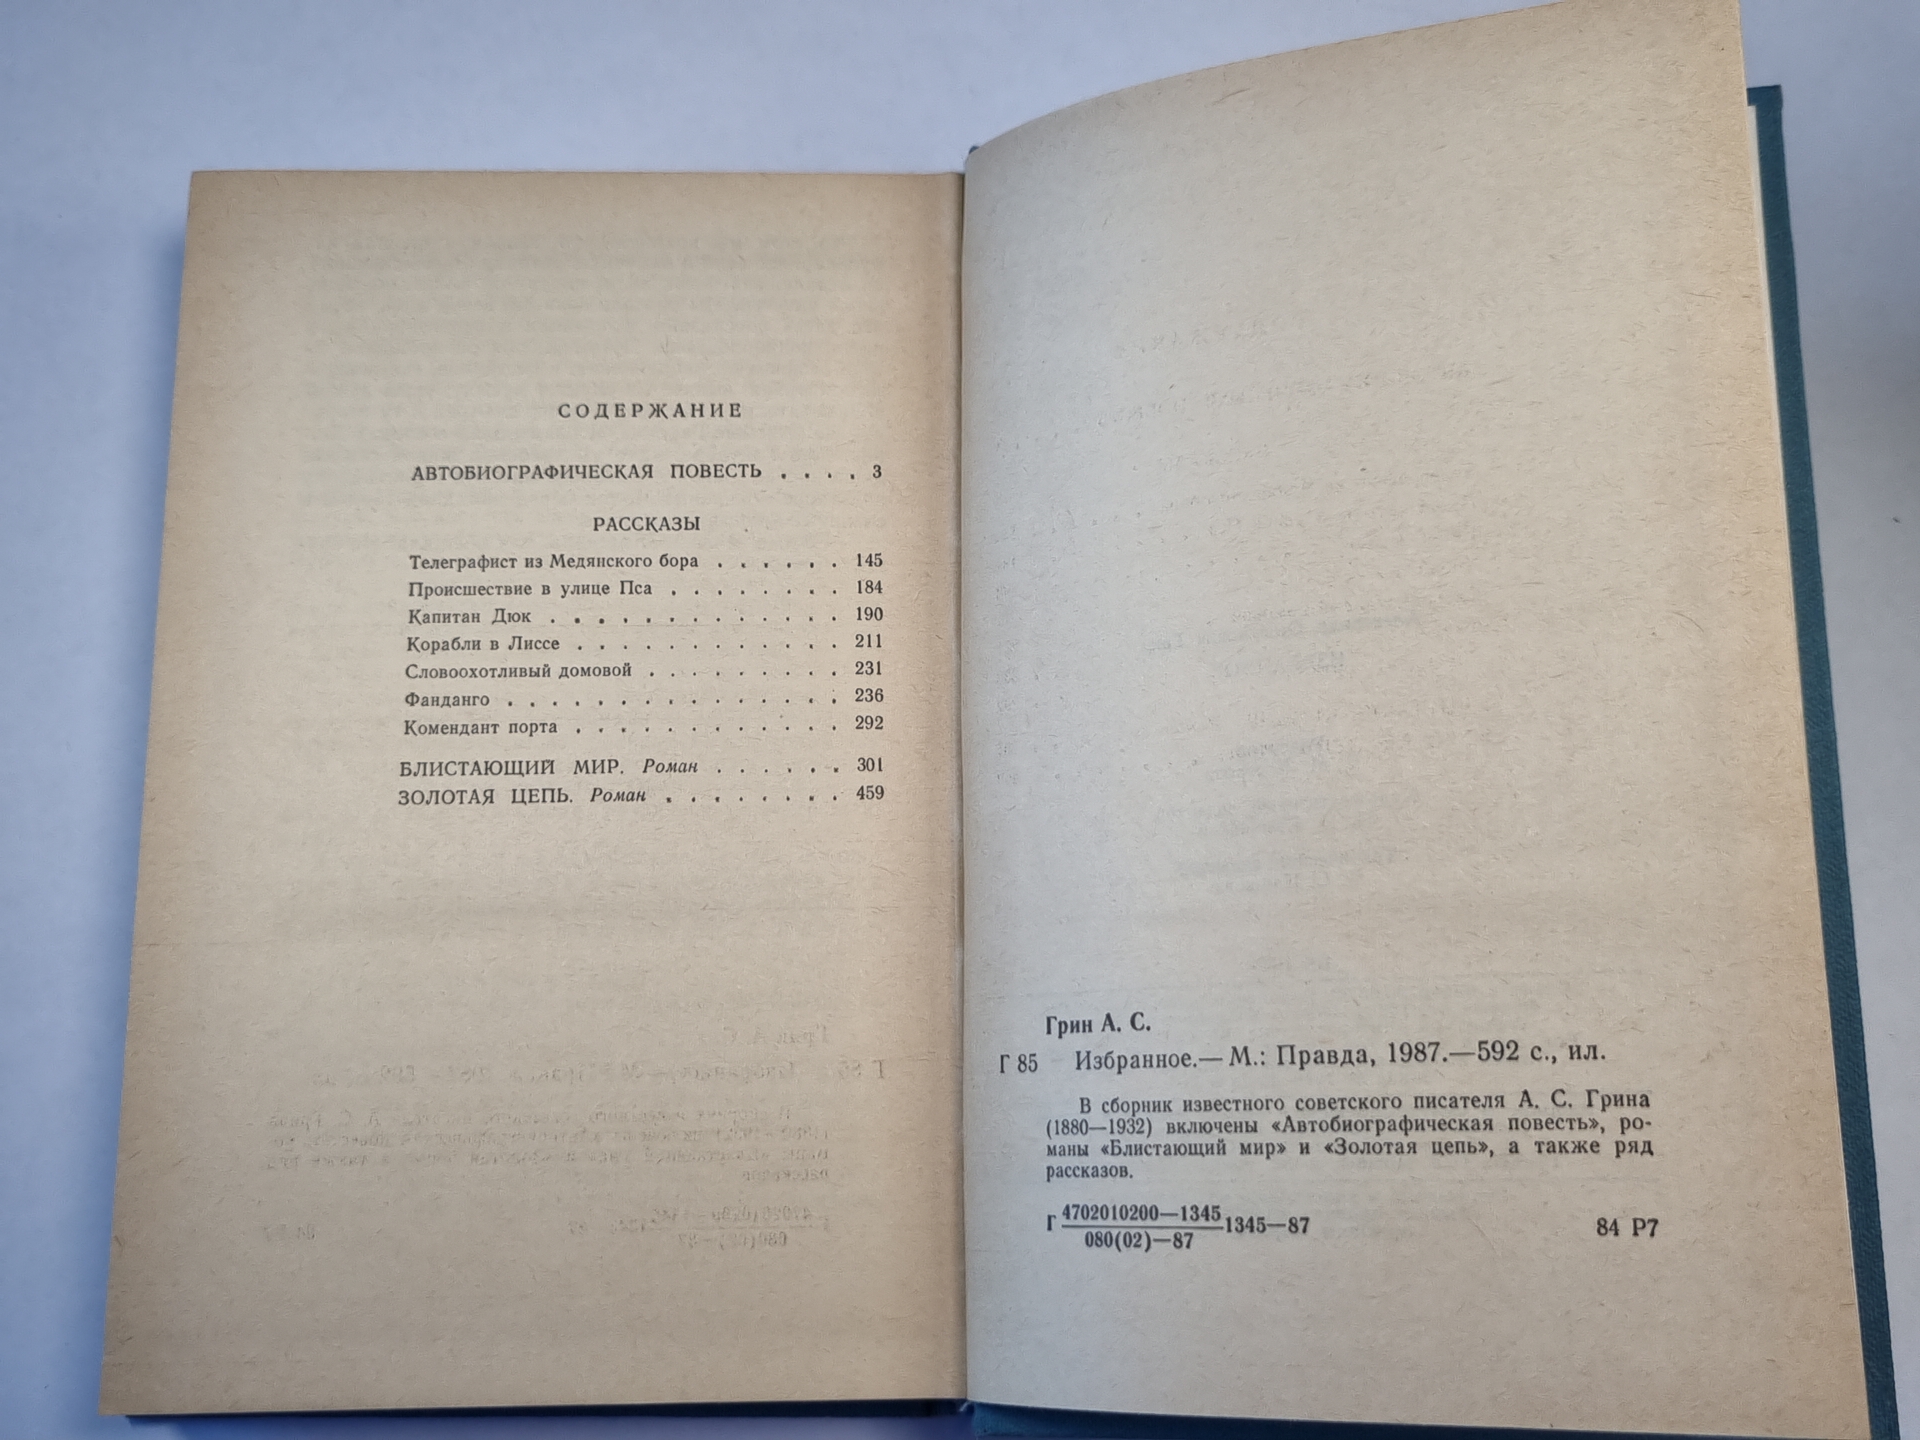 СОДЕРЖАНИЕ
АВТОБИОГРАФИЧЕСКАЯ ПОВЕСТЬ . . . . 3
РАССКАЗЫ
Телеграфист из Медянского бора . . . . . . 145
Происшествие в улице Пса . . . . . . . . 184
Капитан Дюк . . . . . . . . . . . . . 190
Корабли в Лиссе . . . . . . . . . . . . 211
Словоохотливый домовой . . . . . . . . . 231
Фанданго . . . . . . . . . . . . . . . 236
Комендант порта . . . . . . . . . . . . 292
БЛИСТАЮЩИЙ МИР. Роман . . . . . . 301
ЗОЛОТАЯ ЦЕПЬ. Роман . . . . . . . . 459
Грин А. С.
Г 85 Избранное.— М.: Правда, 1987.—592 с., ил.
В сборник известного советского писателя А. С. Грина
(1880—1932) включены «Автобиографическая повесть», ро-
маны «Блистающий мир» и «Золотая цепь», а также ряд
рассказов.
Г 4702010200—1345 1345—87
080(02)—87
84 Р7